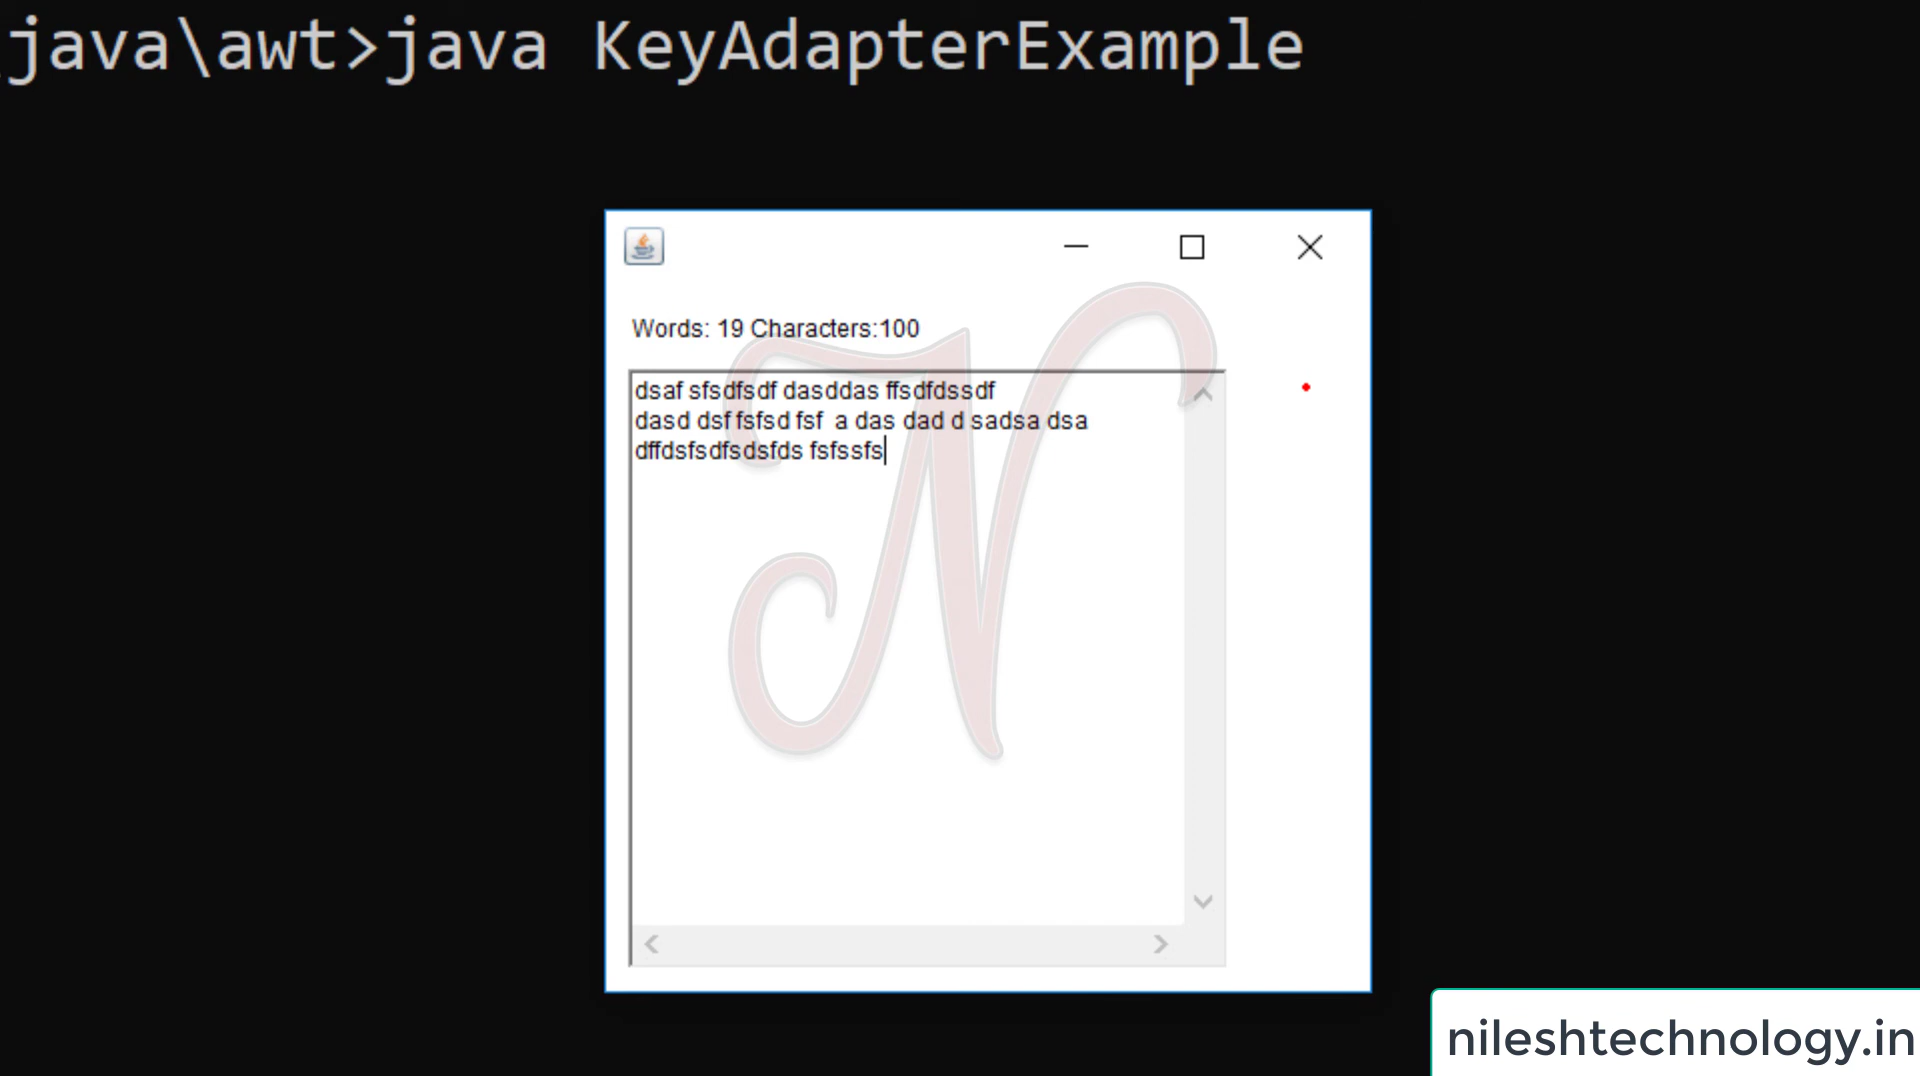 java\awt>java KeyAdapterExample
Words: 19 Characters:100
dsaf sfsdfsdf dasddas ffsdfdssdf
dasd dsf fsfsd fsf  a das dad d sadsa dsa
dffdsfsdfsdsfds fsfssfs
N
nileshtechnology.in